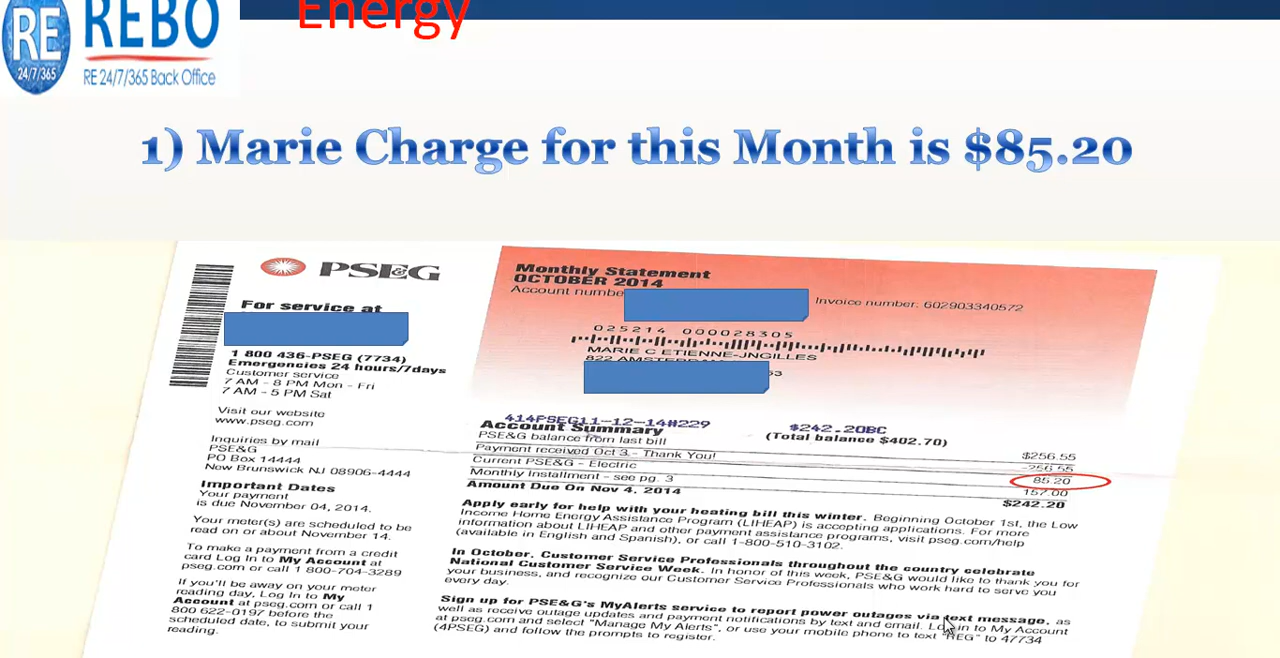 Energy
RE
24/7/365
REBO
RE 24/7/365 Back Office
1) Marie Charge for this Month is $85.20
PSE&G
For service at
1 800 436-PSEG (7734)
Emergencies 24 hours/7days
Customer service
7 AM - 8 PM Mon - Fri
7 AM - 5 PM Sat
Visit our website
www.pseg.com
Inquiries by mail
PSE&G
PO Box 14444
New Brunswick NJ 08906-4444
Important Dates
Your payment
is due November 04, 2014.
Your meter(s) are scheduled to be
read on or about November 14.
To make a payment from a credit
card Log In to My Account at
pseg.com or call 1 800-704-3289
If you'll be away on your meter
reading day, Log In to My
Account at pseg.com or call 1
800 622-0197 before the
scheduled date, to submit your
reading.
Monthly Statement
OCTOBER 2014
Account number
Invoice number: 602903340572
025214 000028305
MARIE C ETIENNE-JNGILLES
822
414PSEG11-12-14#229 $242.20BC
Account Summary (Total balance $402.70)
PSE&G balance from last bill $256.55
Payment received Oct 3 - Thank You! -256.55
Current PSE&G - Electric 85.20
Monthly Installment - see pg. 3 157.00
Amount Due On Nov 4, 2014 $242.20
Apply early for help with your heating bill this winter. Beginning October 1st, the Low
Income Home Energy Assistance Program (LIHEAP) is accepting applications. For more
information about LIHEAP and other payment assistance programs, visit pseg.com/help
(available in English and Spanish), or call 1-800-510-3102.
In October, Customer Service Professionals throughout the country celebrate
National Customer Service Week. In honor of this week, PSE&G would like to thank you for
your business, and recognize our Customer Service Professionals who work hard to serve you
every day.
Sign up for PSE&G's MyAlerts service to report power outages via text message, as
well as receive outage updates and payment notifications by text and email. Log in to My Account
at pseg.com and select "Manage My Alerts", or use your mobile phone to text "REG" to 47734
(4PSEG) and follow the prompts to register.